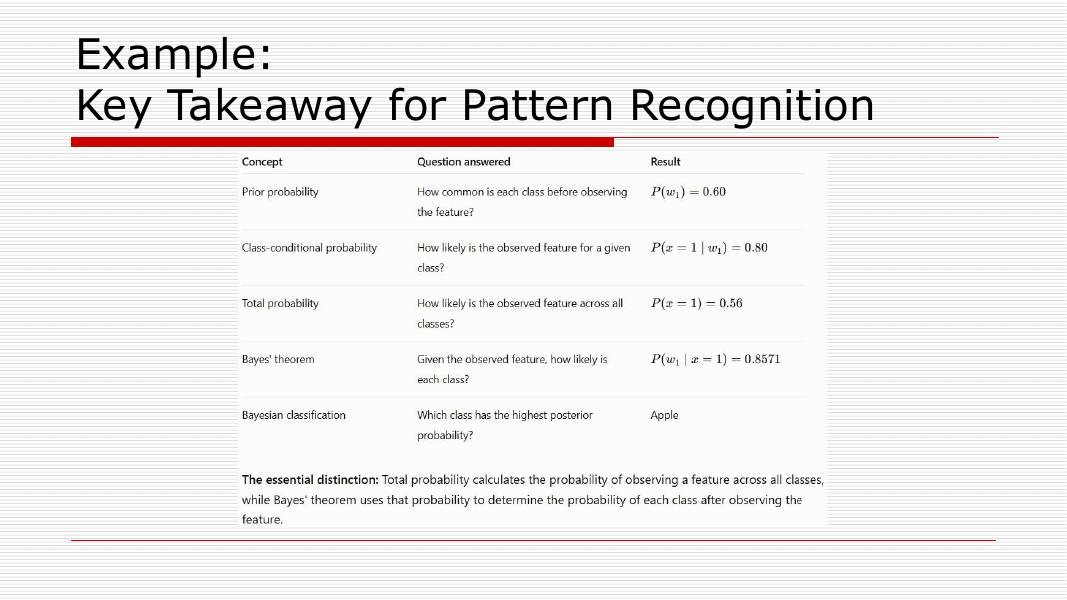 Example:
Key Takeaway for Pattern Recognition
Concept Question answered Result
Prior probability How common is each class before observing the feature? P(w₁) = 0.60
Class-conditional probability How likely is the observed feature for a given class? P(x = 1 | w₁) = 0.80
Total probability How likely is the observed feature across all classes? P(x = 1) = 0.56
Bayes' theorem Given the observed feature, how likely is each class? P(w₁ | x = 1) = 0.8571
Bayesian classification Which class has the highest posterior probability? Apple
The essential distinction: Total probability calculates the probability of observing a feature across all classes,
while Bayes' theorem uses that probability to determine the probability of each class after observing the
feature.